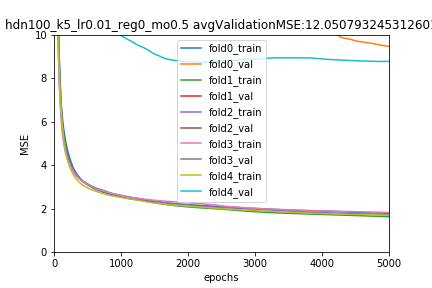 hdn100_k5_lr0.01_reg0_mo0.5 avgValidationMSE:12.05079324531260
10
8
6
4
2
0
MSE
0 1000 2000 3000 4000 5000
epochs
fold0_train
fold0_val
fold1_train
fold1_val
fold2_train
fold2_val
fold3_train
fold3_val
fold4_train
fold4_val